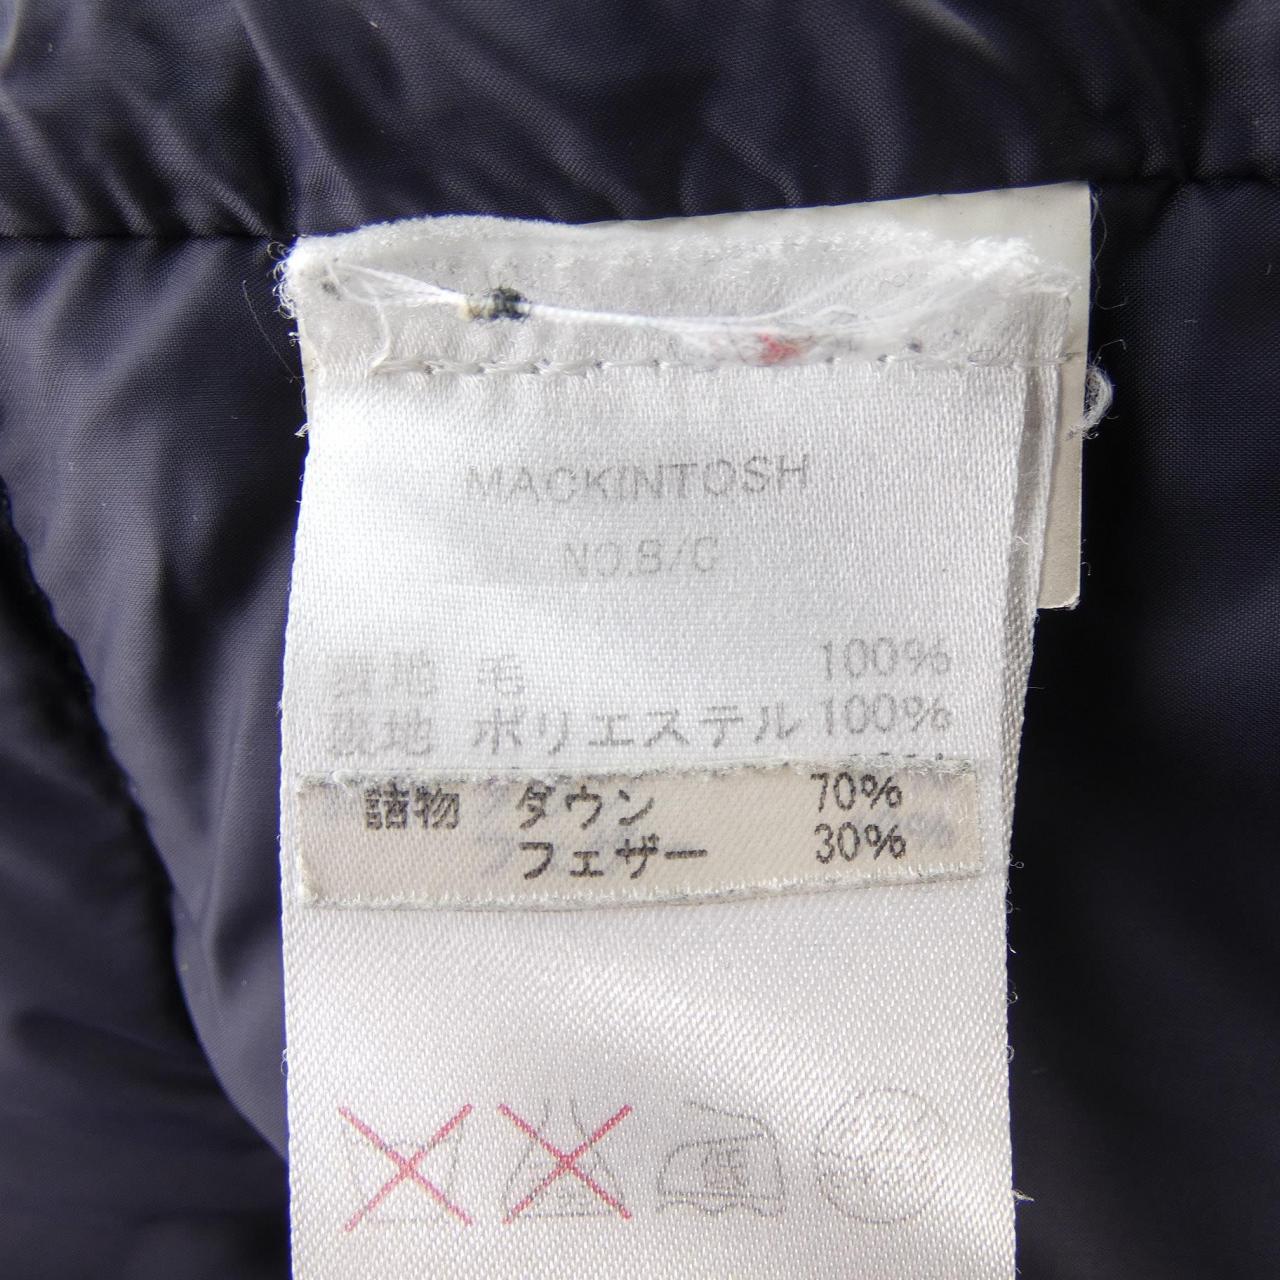 MACKINTOSH
NO.B/C
表地 毛 100%
裏地 ポリエステル 100%
詰物 ダウン 70%
フェザー 30%
低